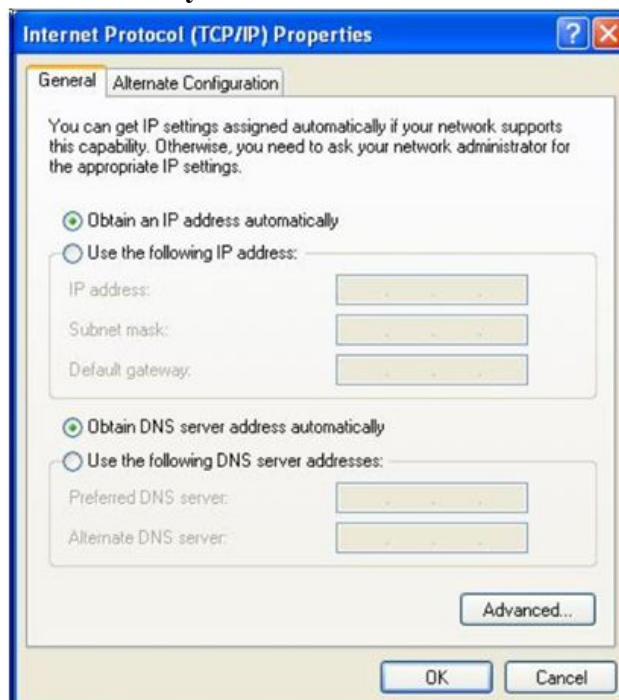 Internet Protocol (TCP/IP) Properties
General
Alternate Configuration
You can get IP settings assigned automatically if your network supports
this capability. Otherwise, you need to ask your network administrator for
the appropriate IP settings.
Obtain an IP address automatically
Use the following IP address:
IP address:
Subnet mask:
Default gateway:
Obtain DNS server address automatically
Use the following DNS server addresses:
Preferred DNS server:
Alternate DNS server:
Advanced...
OK
Cancel